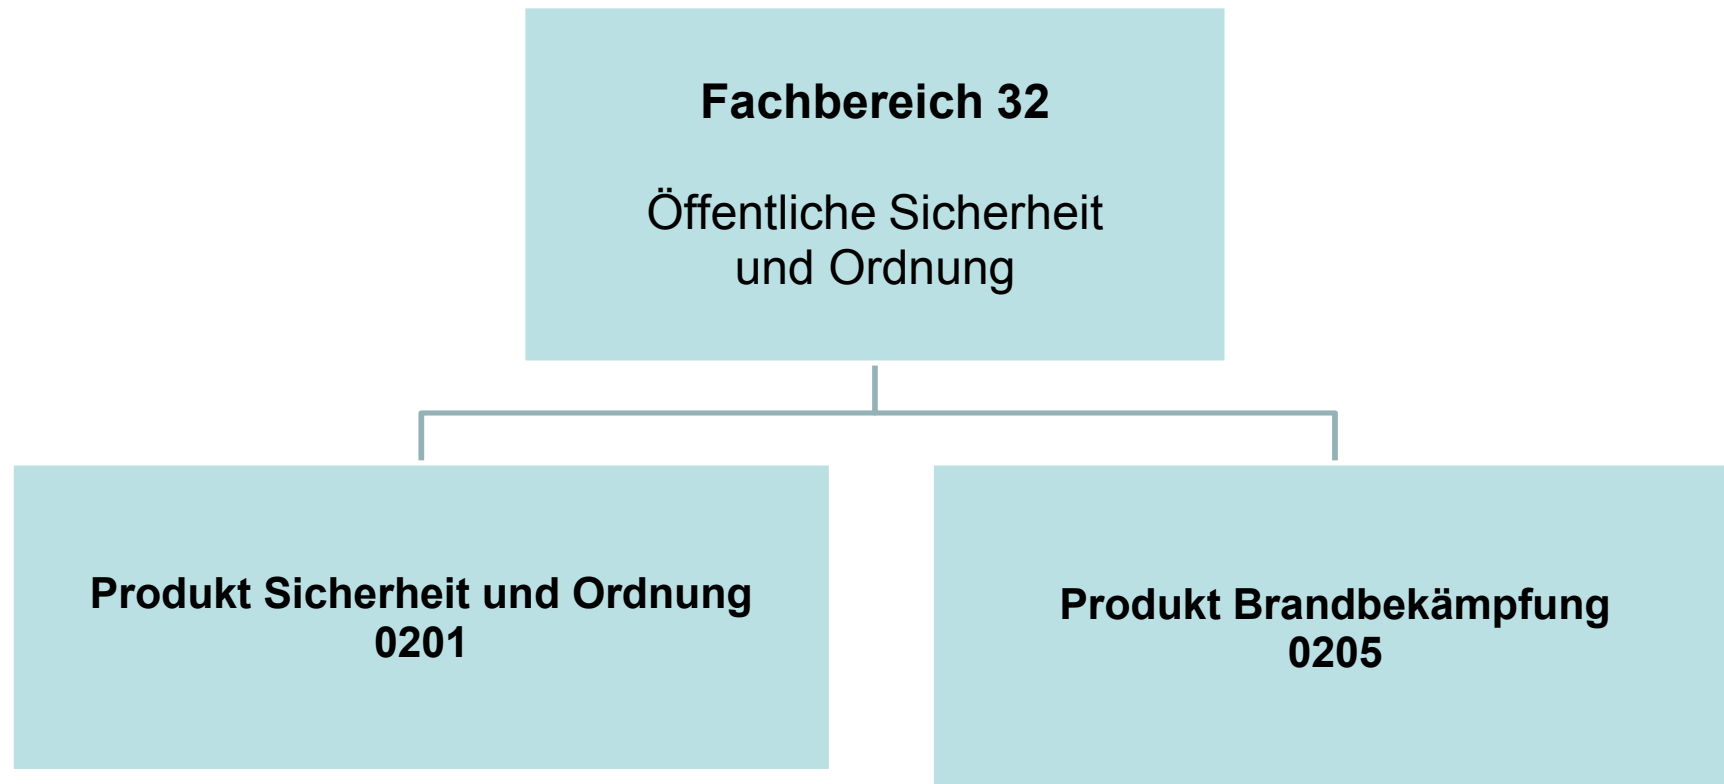 Fachbereich 32
Öffentliche Sicherheit
und Ordnung
Produkt Sicherheit und Ordnung
0201
Produkt Brandbekämpfung
0205